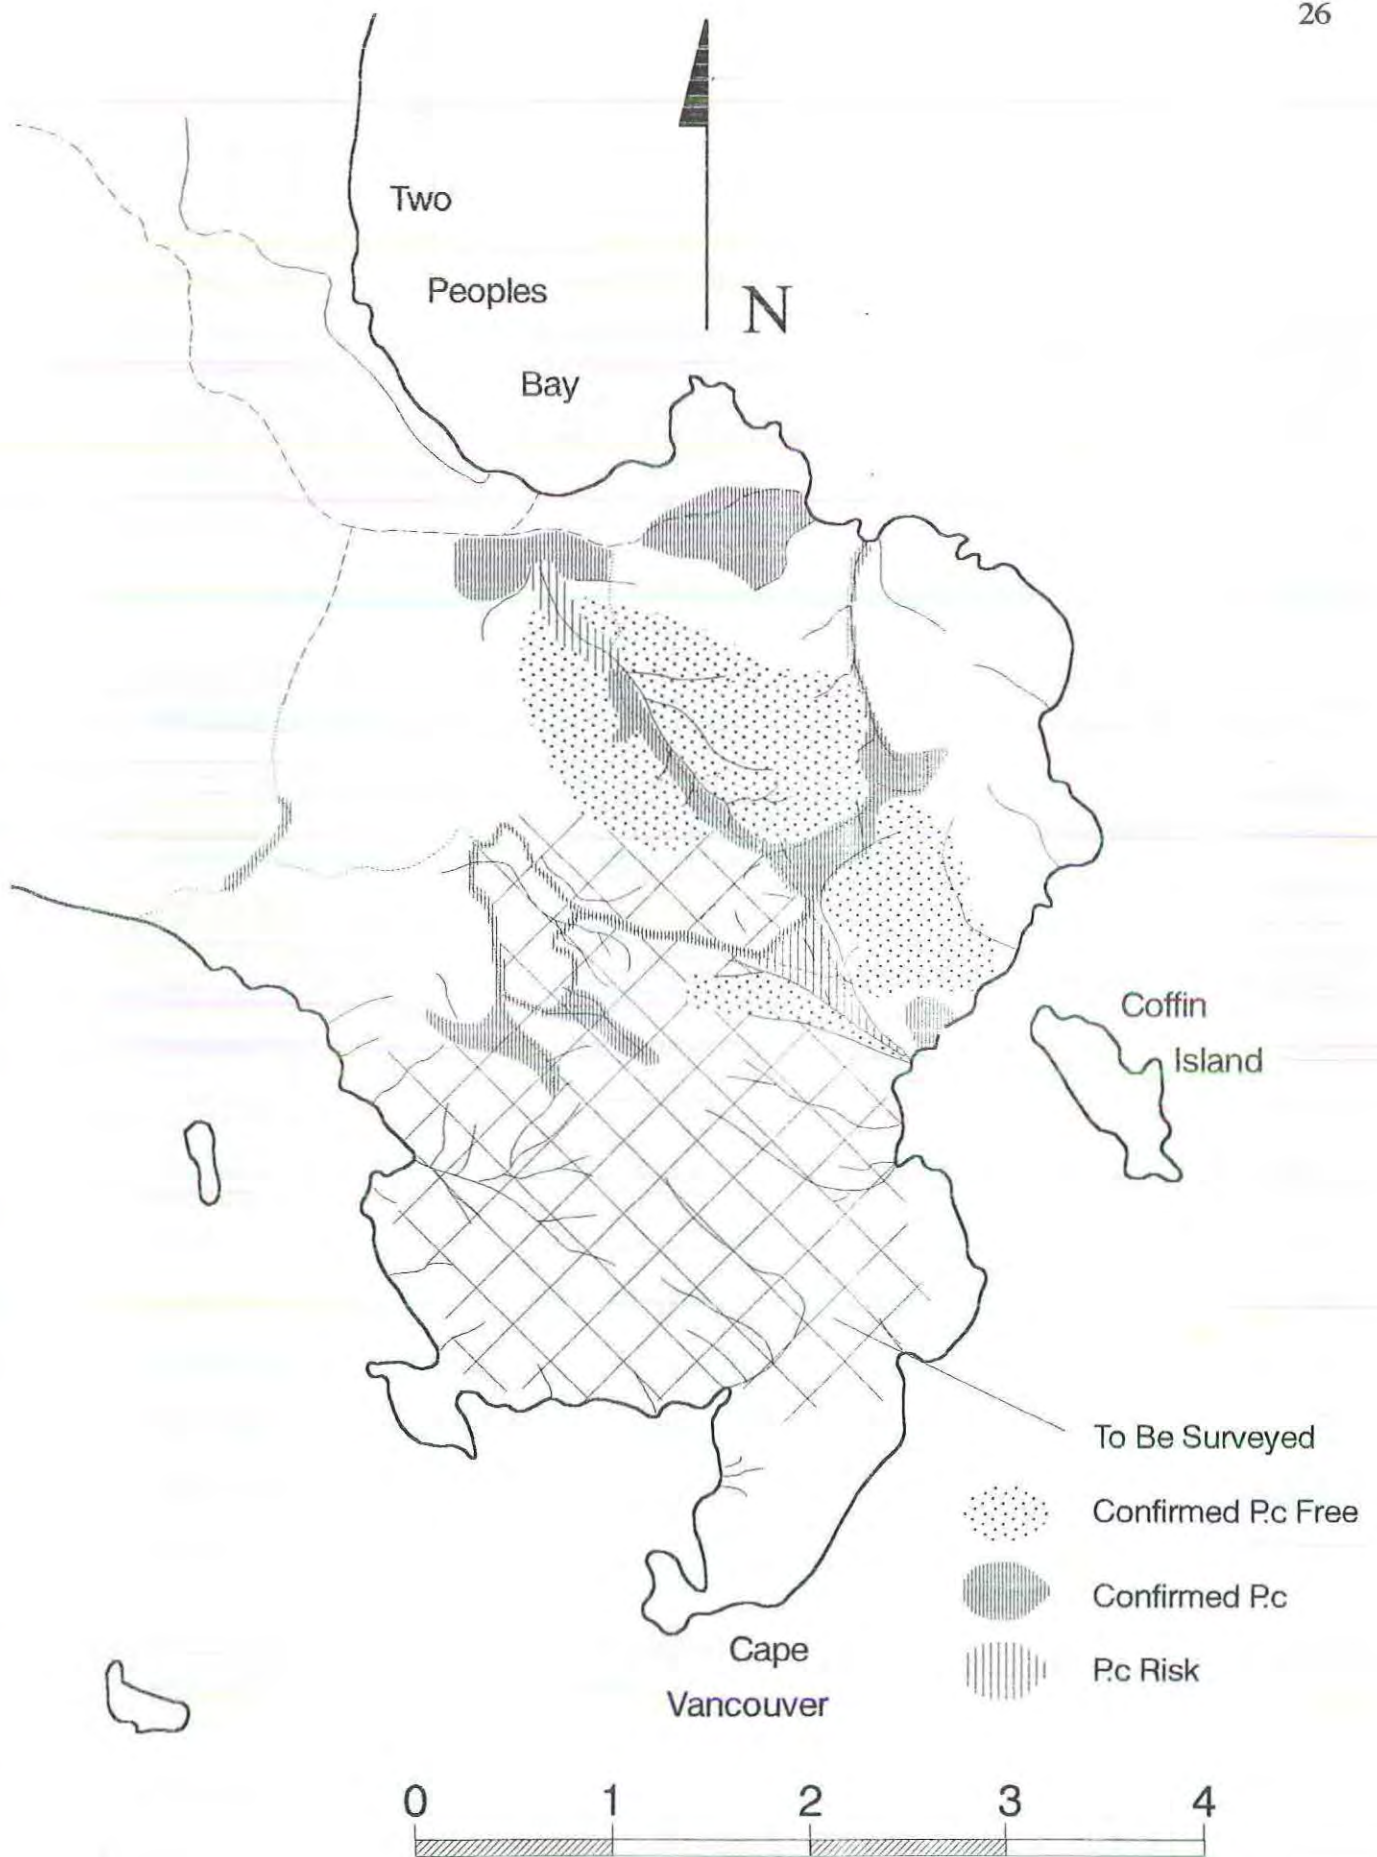 26
Two
Peoples
Bay
N
Coffin
Island
To Be Surveyed
Confirmed P.c Free
Confirmed P.c
P.c Risk
Cape
Vancouver
0 1 2 3 4